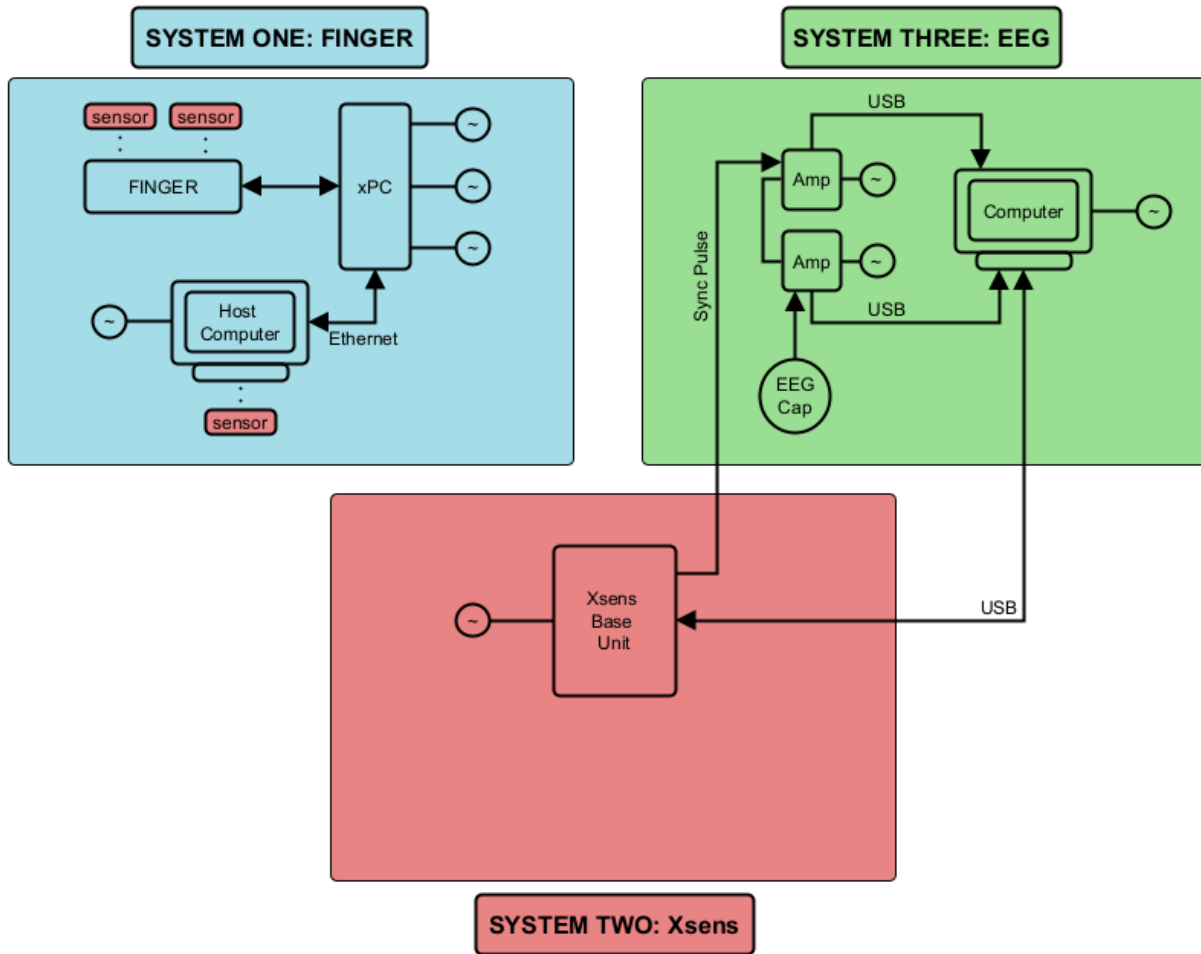 SYSTEM ONE: FINGER
SYSTEM THREE: EEG
sensor
sensor
FINGER
xPC
~
~
~
~
Host
Computer
Ethernet
sensor
USB
Amp
~
Computer
~
Amp
~
USB
Sync Pulse
EEG
Cap
Xsens
Base
Unit
~
USB
SYSTEM TWO: Xsens